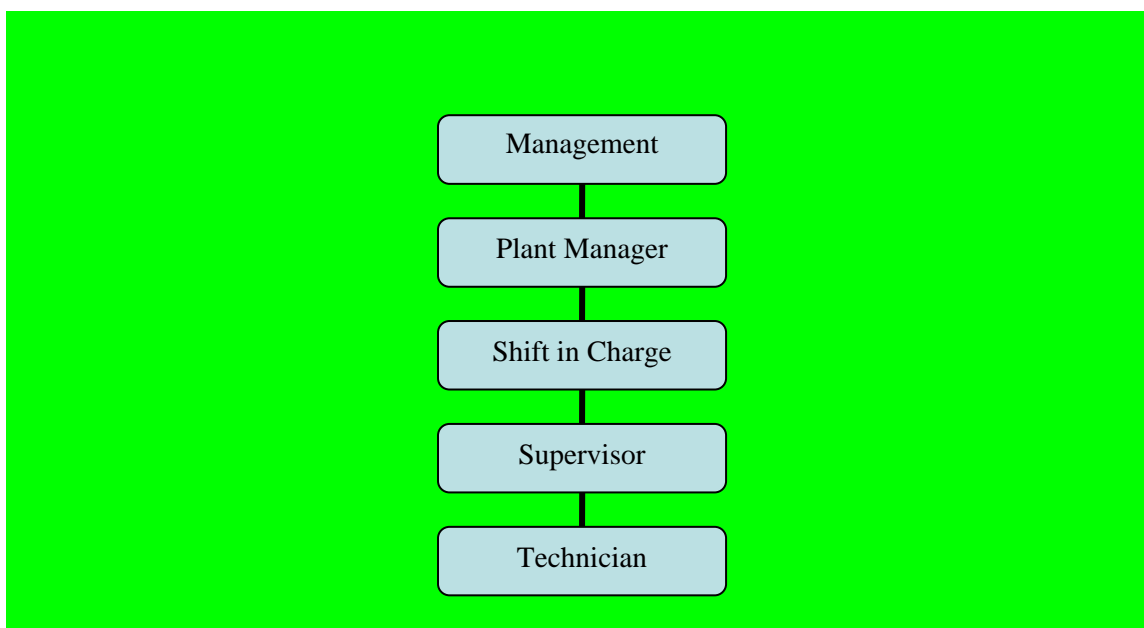 Management
Plant Manager
Shift in Charge
Supervisor
Technician